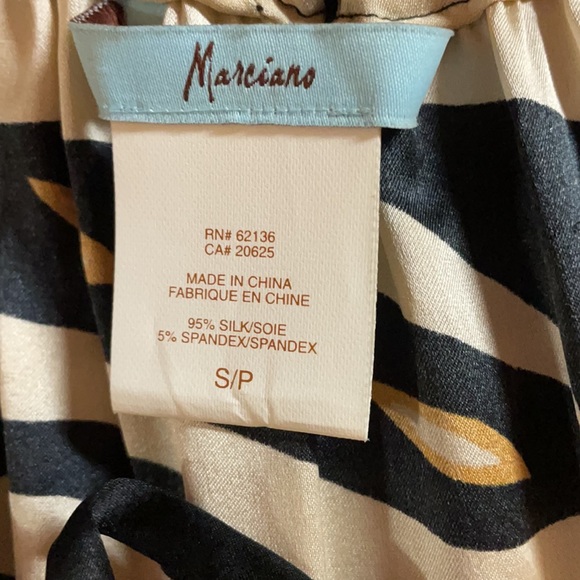 Marciano
RN# 62136
CA# 20625
MADE IN CHINA
FABRIQUE EN CHINE
95% SILK/SOIE
5% SPANDEX/SPANDEX
S/P